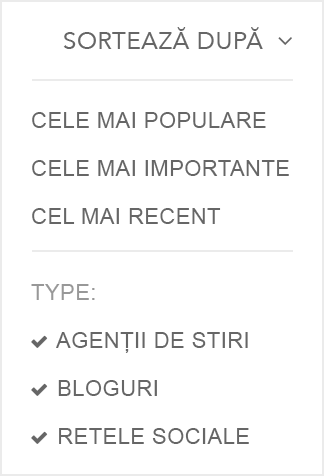 SORTEAZĂ DUPĂ
CELE MAI POPULARE
CELE MAI IMPORTANTE
CEL MAI RECENT
TYPE:
AGENȚII DE STIRI
BLOGURI
RETELE SOCIALE